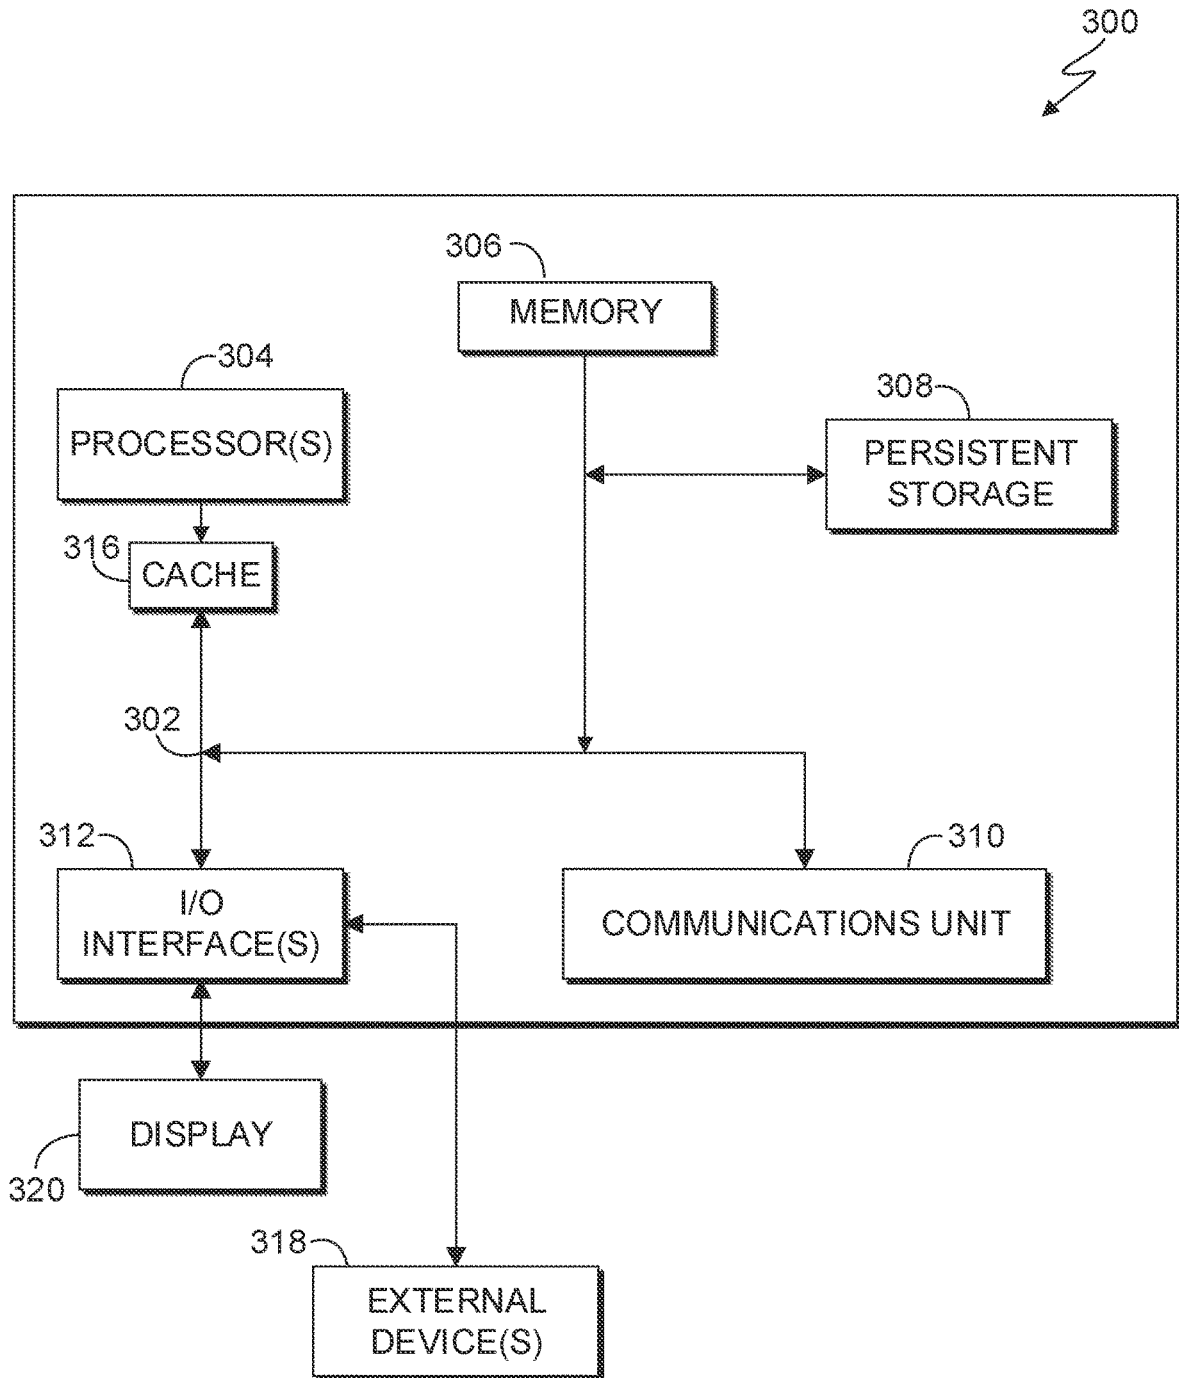 300
306
MEMORY
304
PROCESSOR(S)
308
PERSISTENT
STORAGE
316
CACHE
302
312
I/O
INTERFACE(S)
310
COMMUNICATIONS UNIT
DISPLAY
320
318
EXTERNAL
DEVICE(S)